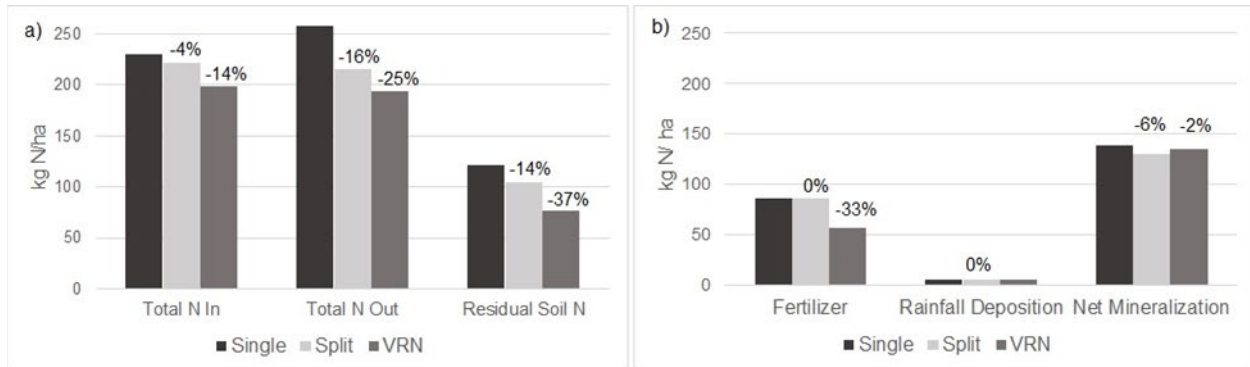 a)
kg N/ha
250
200
150
100
50
0
-4%
-14%
-16%
-25%
-14%
-37%
Total N In
Total N Out
Residual Soil N
Single
Split
VRN
b)
kg N/ ha
250
200
150
100
50
0
0%
-33%
0%
-6%
-2%
Fertilizer
Rainfall Deposition
Net Mineralization
Single
Split
VRN